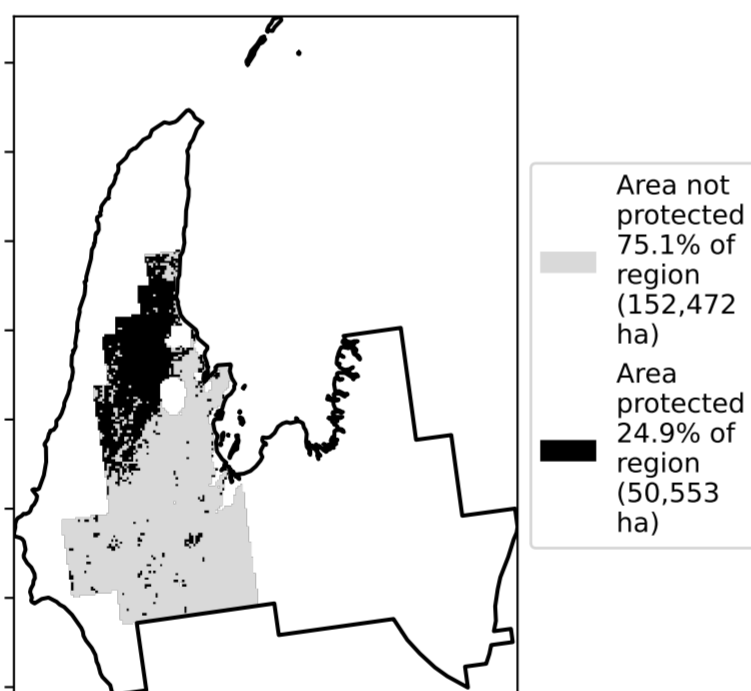 Area not
protected
75.1% of
region
(152,472
ha)
Area
protected
24.9% of
region
(50,553
ha)